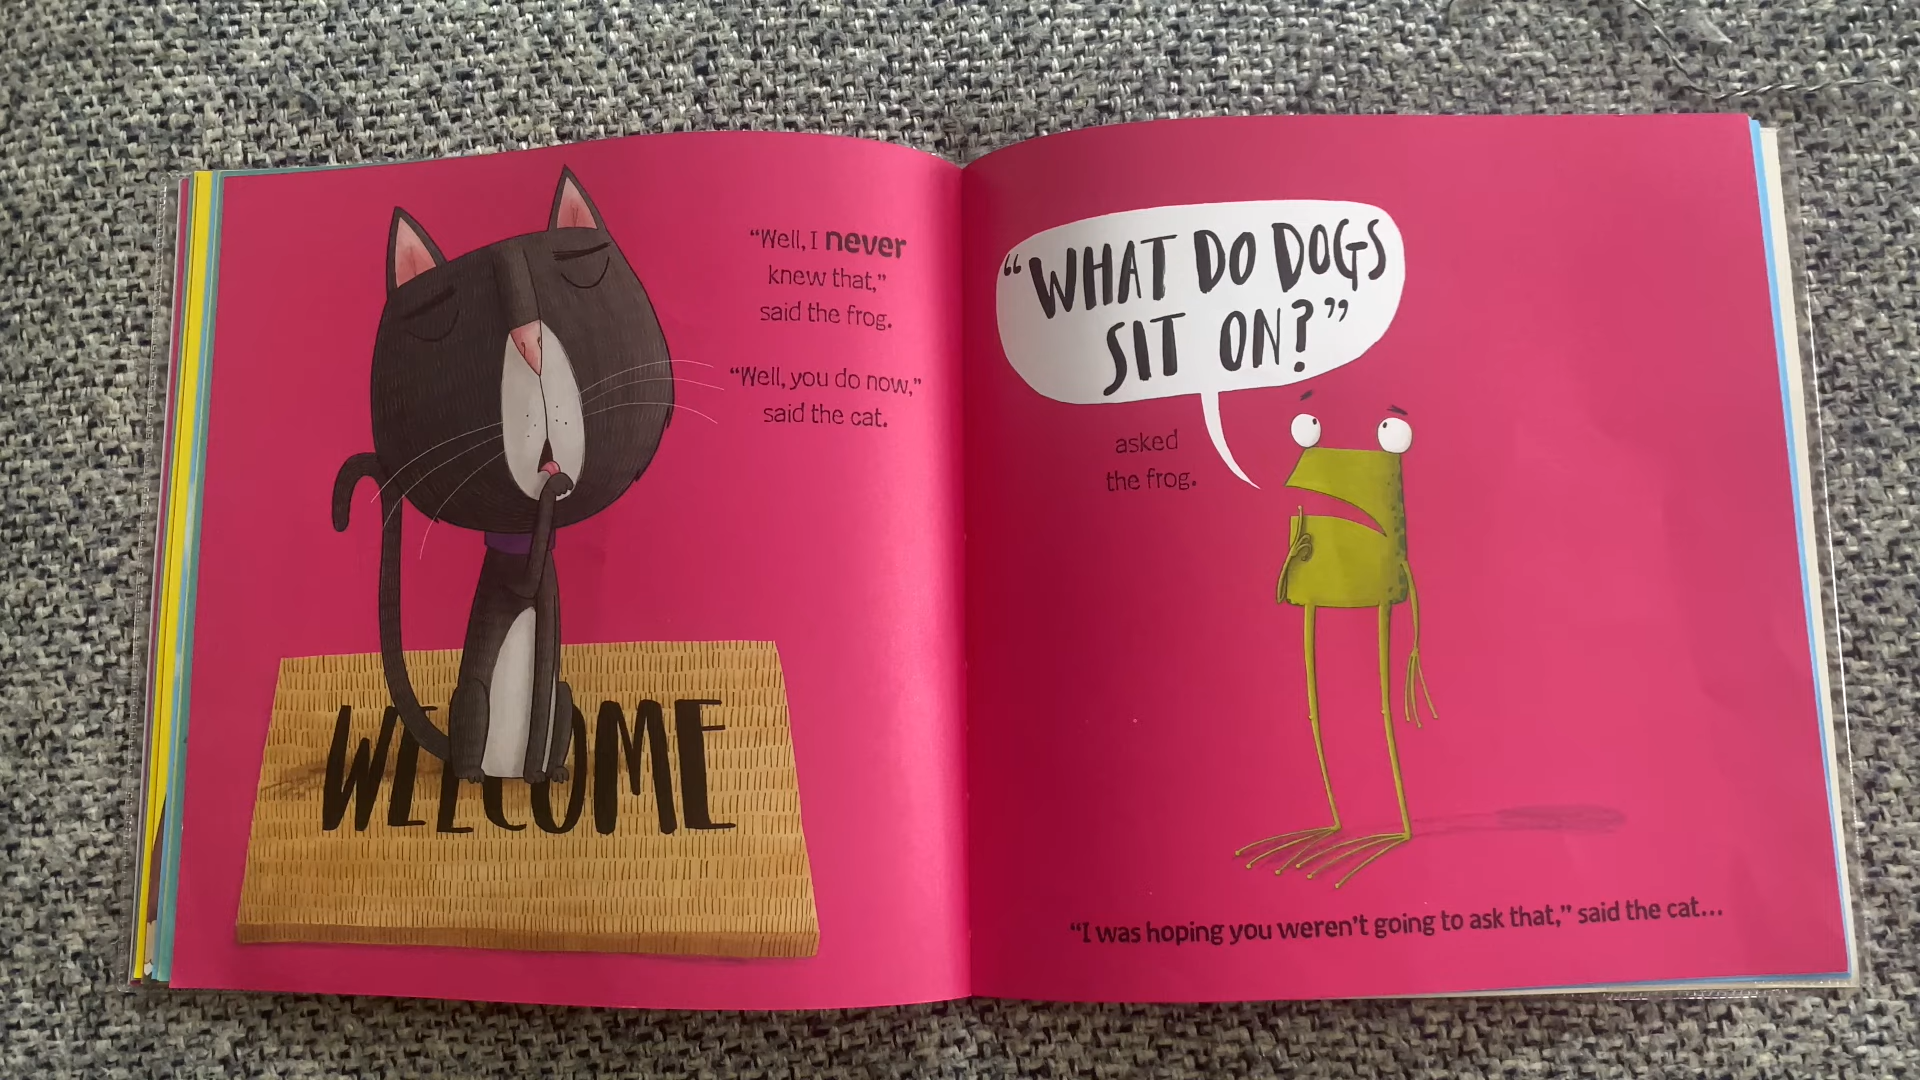 “Well, I never
knew that,”
said the frog.
“Well, you do now,”
said the cat.
WELCOME
“WHAT DO DOGS
SIT ON?”
asked
the frog.
“I was hoping you weren’t going to ask that,” said the cat...